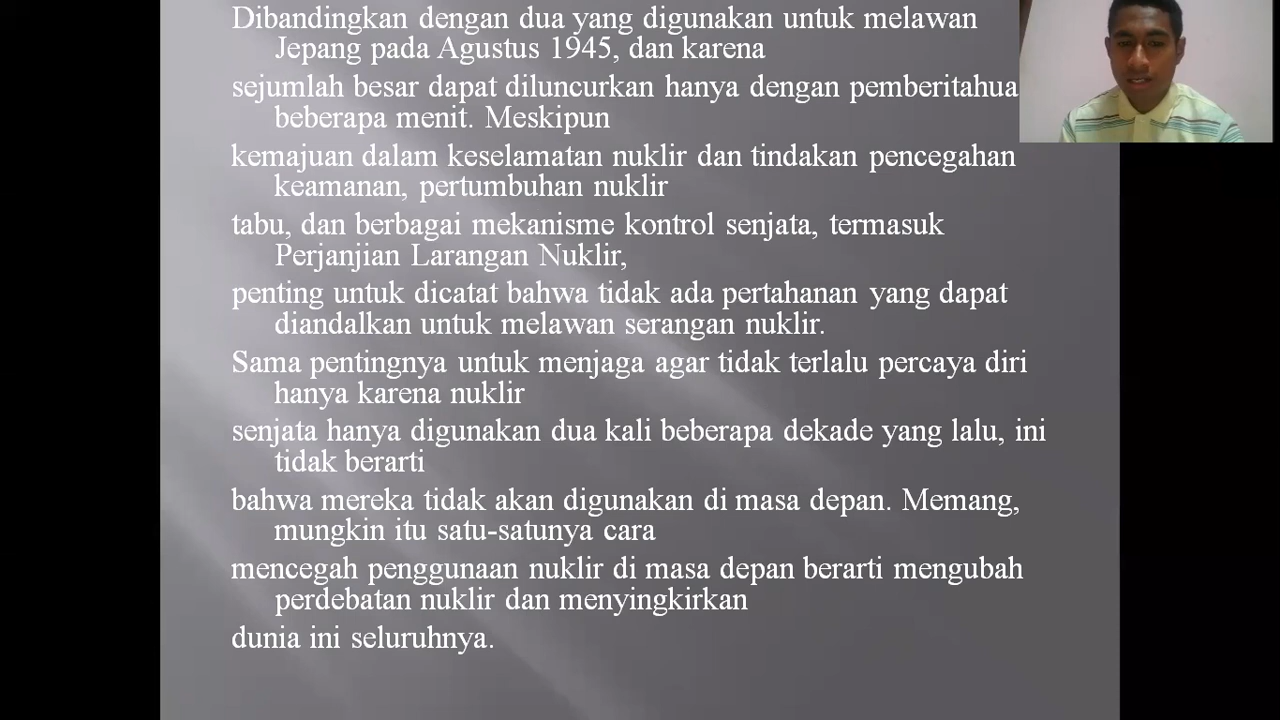 Dibandingkan dengan dua yang digunakan untuk melawan
Jepang pada Agustus 1945, dan karena
sejumlah besar dapat diluncurkan hanya dengan pemberitahua
beberapa menit. Meskipun
kemajuan dalam keselamatan nuklir dan tindakan pencegahan
keamanan, pertumbuhan nuklir
tabu, dan berbagai mekanisme kontrol senjata, termasuk
Perjanjian Larangan Nuklir,
penting untuk dicatat bahwa tidak ada pertahanan yang dapat
diandalkan untuk melawan serangan nuklir.
Sama pentingnya untuk menjaga agar tidak terlalu percaya diri
hanya karena nuklir
senjata hanya digunakan dua kali beberapa dekade yang lalu, ini
tidak berarti
bahwa mereka tidak akan digunakan di masa depan. Memang,
mungkin itu satu-satunya cara
mencegah penggunaan nuklir di masa depan berarti mengubah
perdebatan nuklir dan menyingkirkan
dunia ini seluruhnya.